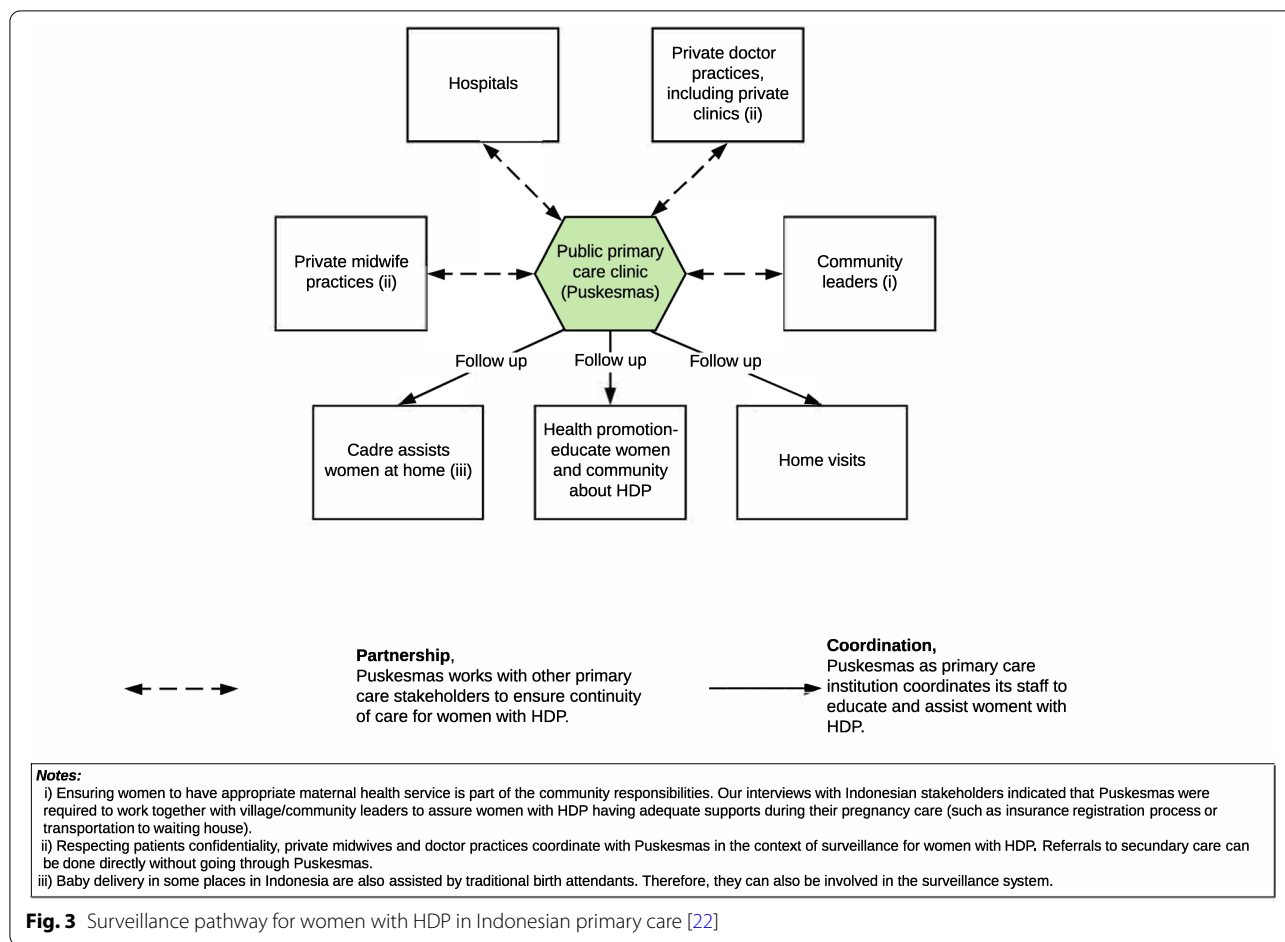 Hospitals
Private doctor
practices,
including private
clinics (ii)
Private midwife
practices (ii)
Public primary
care clinic
(Puskesmas)
Community
leaders (i)
Follow up
Follow up
Follow up
Cadre assists
women at home (iii)
Health promotion-
educate women
and community
about HDP
Home visits
Partnership,
Puskesmas works with other primary
care stakeholders to ensure continuity
of care for women with HDP.
Coordination,
Puskesmas as primary care
institution coordinates its staff to
educate and assist woment with
HDP.
Notes:
i) Ensuring women to have appropriate maternal health service is part of the community responsibilities. Our interviews with Indonesian stakeholders indicated that Puskesmas were
required to work together with village/community leaders to assure women with HDP having adequate supports during their pregnancy care (such as insurance registration process or
transportation to waiting house).
ii) Respecting patients confidentiality, private midwives and doctor practices coordinate with Puskesmas in the context of surveillance for women with HDP. Referrals to secundary care can
be done directly without going through Puskesmas.
iii) Baby delivery in some places in Indonesia are also assisted by traditional birth attendants. Therefore, they can also be involved in the surveillance system.
Fig. 3 Surveillance pathway for women with HDP in Indonesian primary care [22]